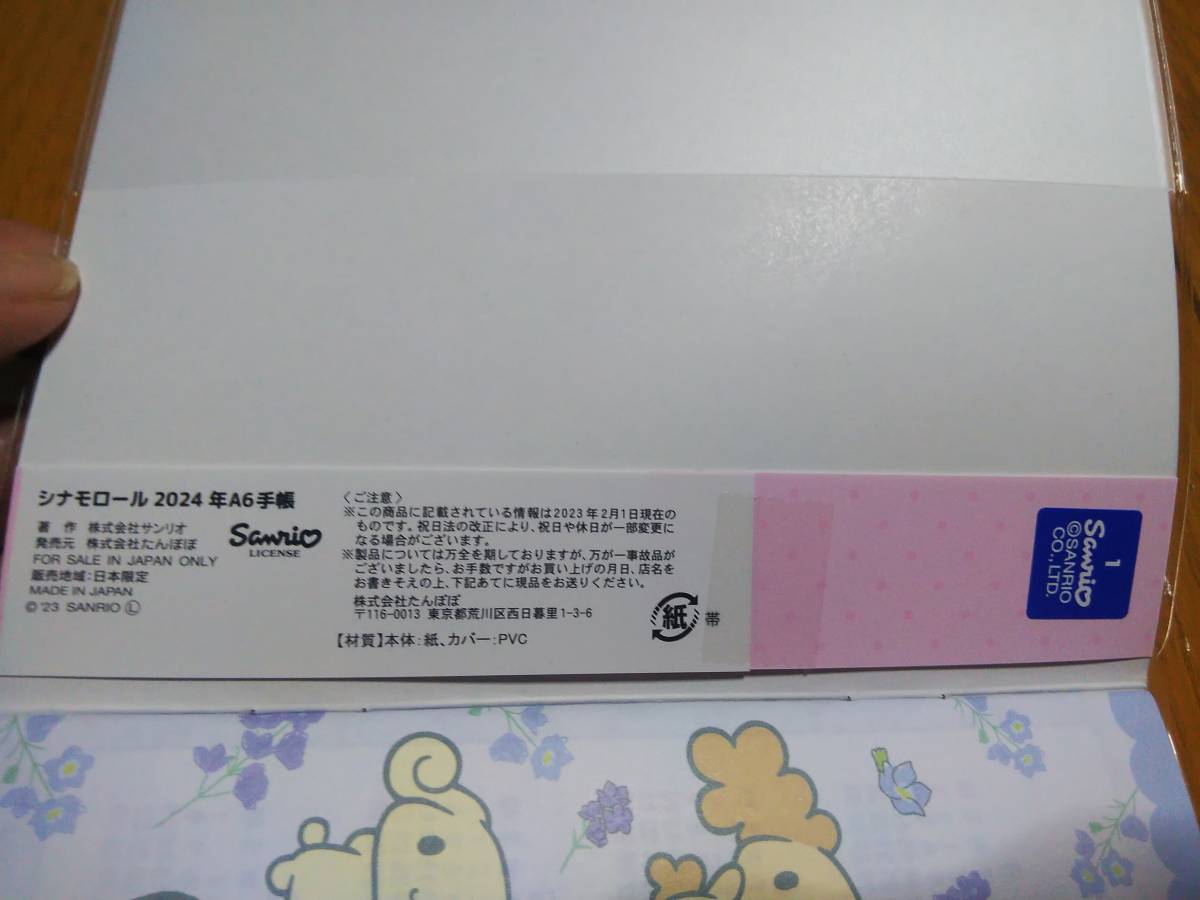 シナモロール 2024 年A6手帳
著 作 株式会社サンリオ
発売元 株式会社たんぽぽ
FOR SALE IN JAPAN ONLY
販売地域:日本限定
MADE IN JAPAN
© '23 SANRIO Ⓛ
Sanrio
LICENSE
〈ご注意〉
※この商品に記載されている情報は2023年2月1日現在の
ものです。祝日法の改正により、祝日や休日が一部変更に
なる場合がございます。
※製品については万全を期しておりますが、万が一事故品が
ございましたら、お手数ですがお買い上げの月日、店名を
お書きそえの上、下記あてに現品をお送りください。
株式会社たんぽぽ
〒116-0013 東京都荒川区西日暮里1-3-6
【材質】本体:紙、カバー:PVC
紙
帯
1
Sanrio
©SANRIO
CO.,LTD.